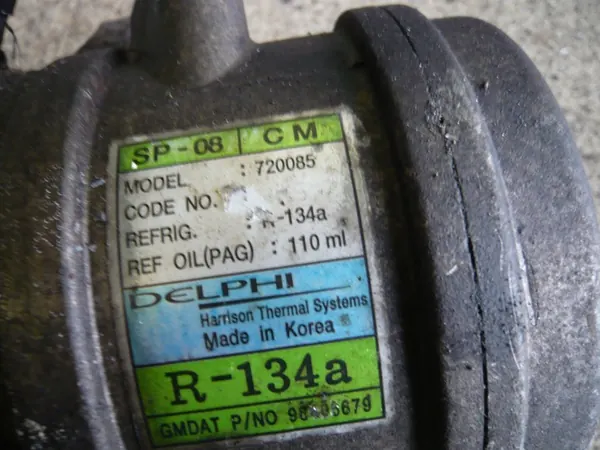 SP-08 CM
MODEL : 720085
CODE NO. :
REFRIG. : R-134a
REF OIL(PAG) : 110 ml
DELPHI
Harrison Thermal Systems
Made in Korea
R-134a
GMDAT P/NO